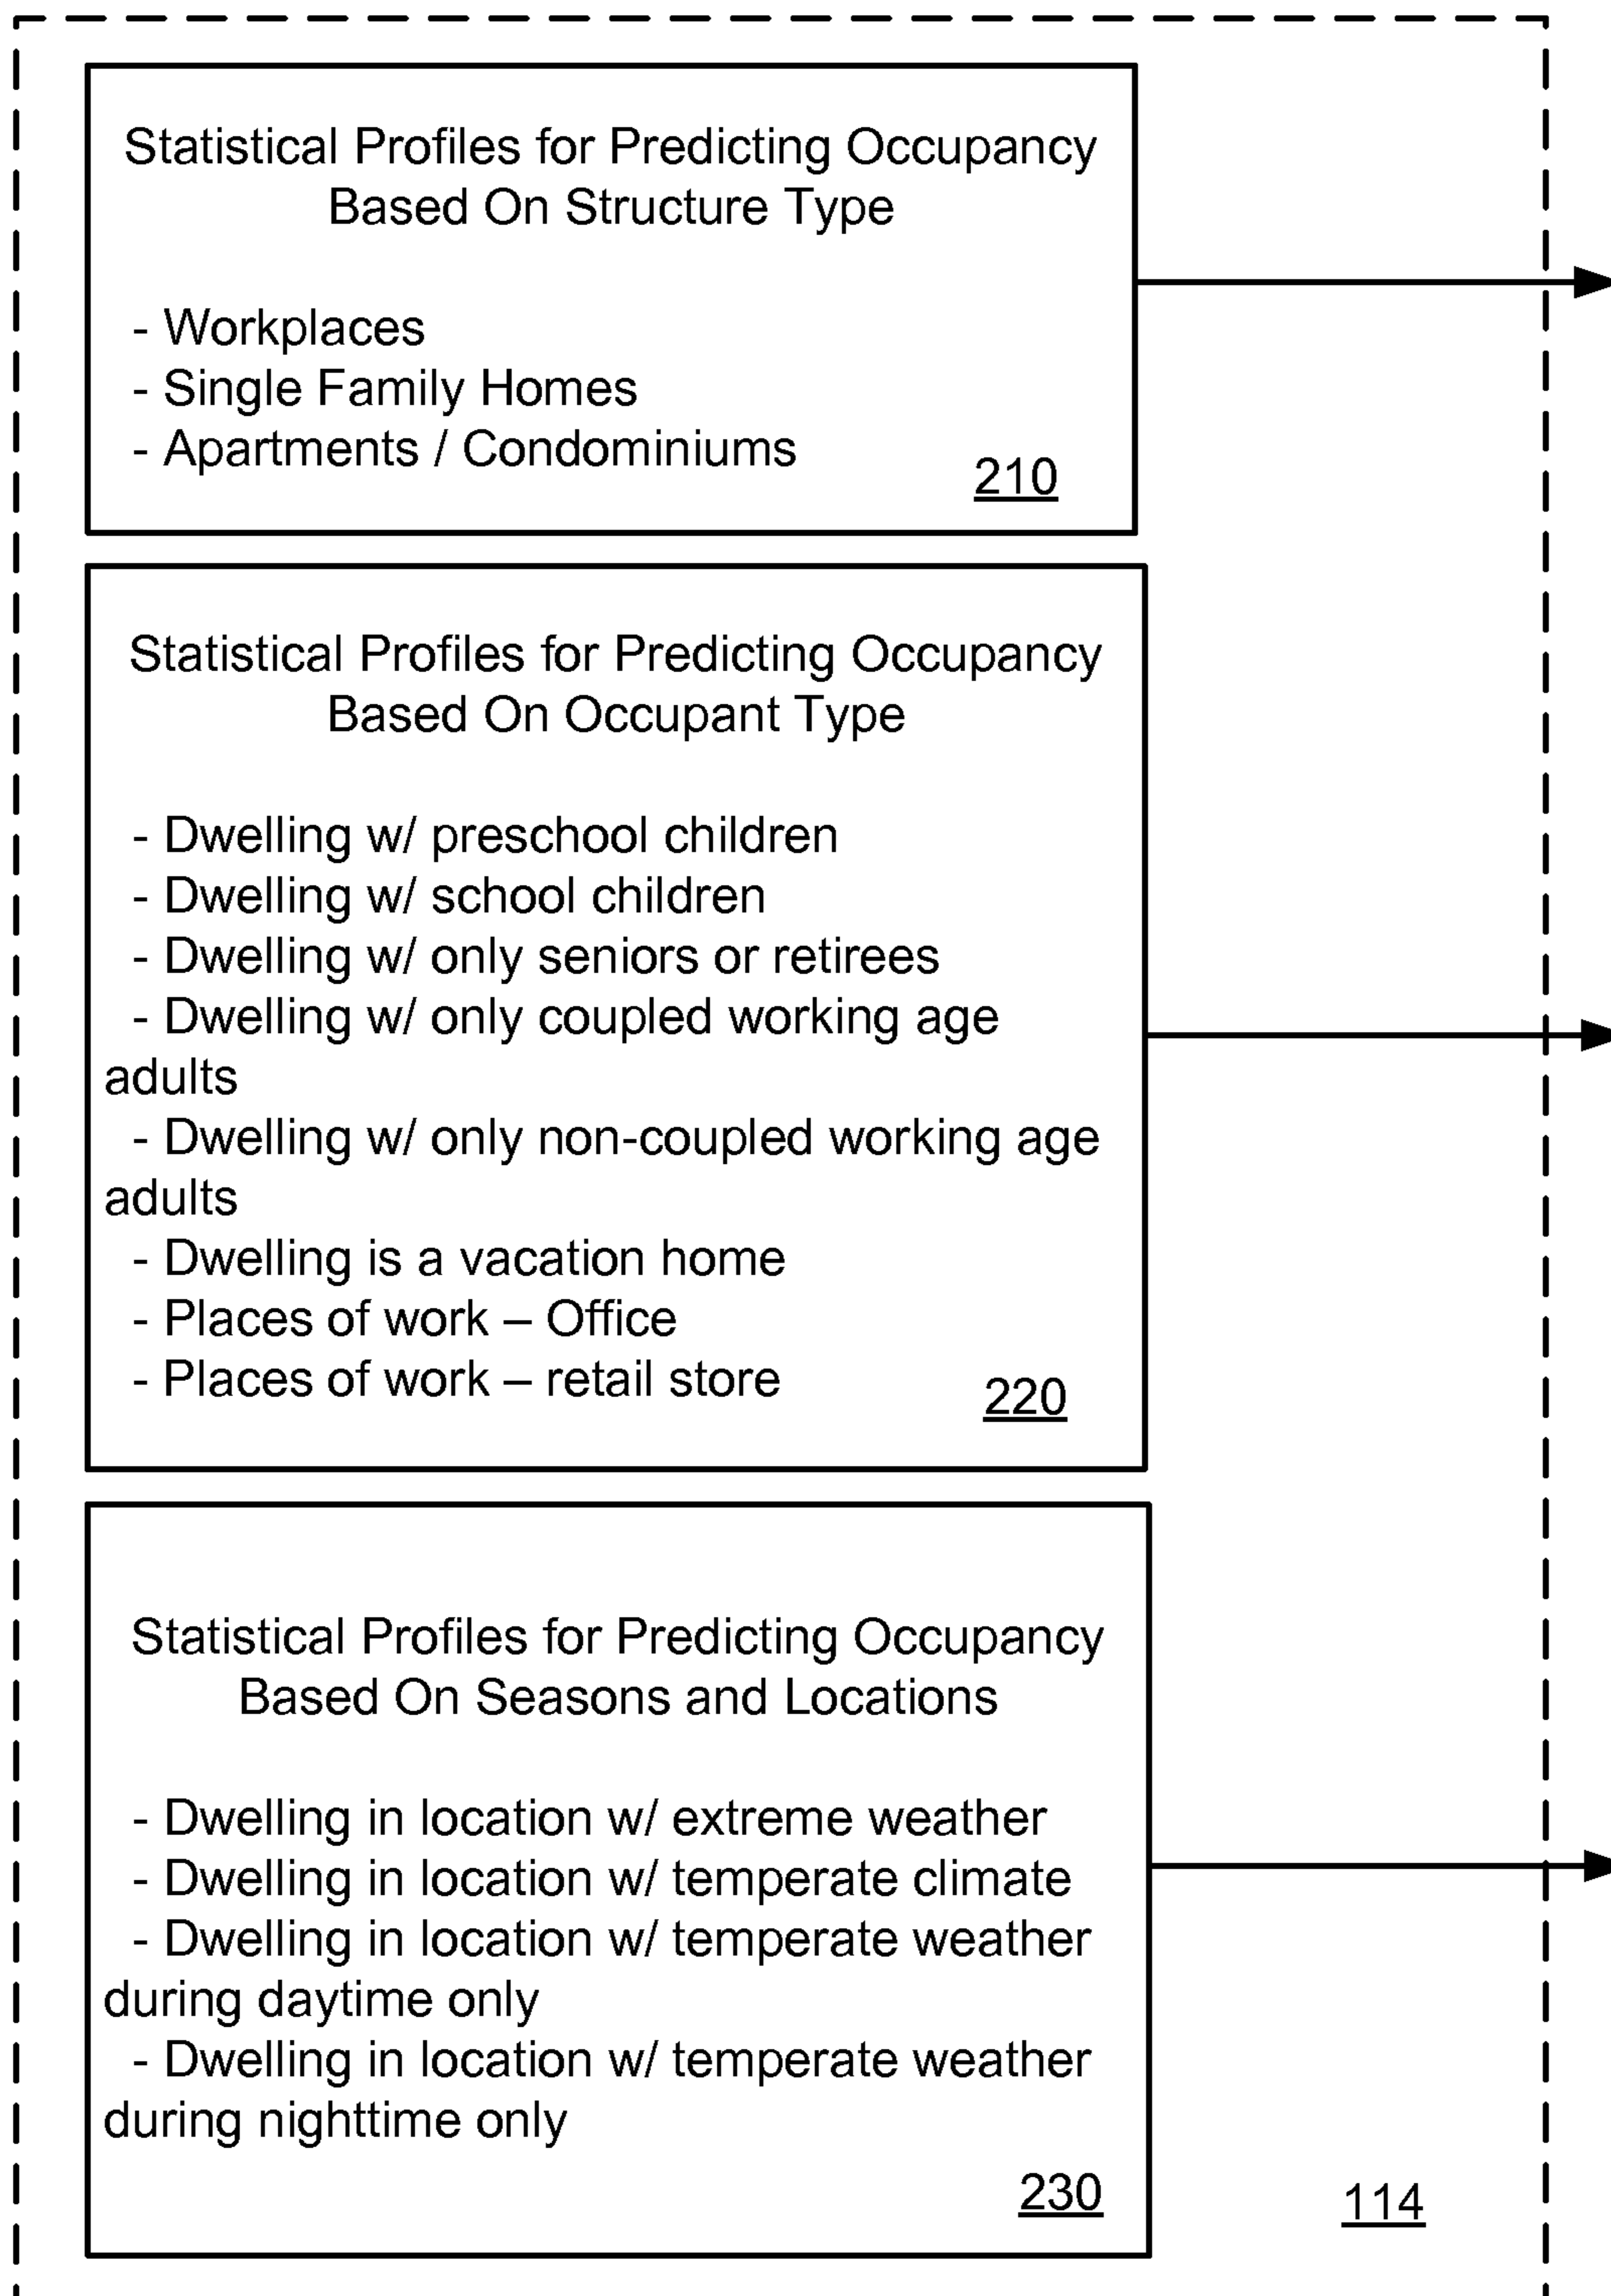 Statistical Profiles for Predicting Occupancy
Based On Structure Type
- Workplaces
- Single Family Homes
- Apartments / Condominiums
210
Statistical Profiles for Predicting Occupancy
Based On Occupant Type
- Dwelling w/ preschool children
- Dwelling w/ school children
- Dwelling w/ only seniors or retirees
- Dwelling w/ only coupled working age
adults
- Dwelling w/ only non-coupled working age
adults
- Dwelling is a vacation home
- Places of work – Office
- Places of work – retail store
220
Statistical Profiles for Predicting Occupancy
Based On Seasons and Locations
- Dwelling in location w/ extreme weather
- Dwelling in location w/ temperate climate
- Dwelling in location w/ temperate weather
during daytime only
- Dwelling in location w/ temperate weather
during nighttime only
230
114